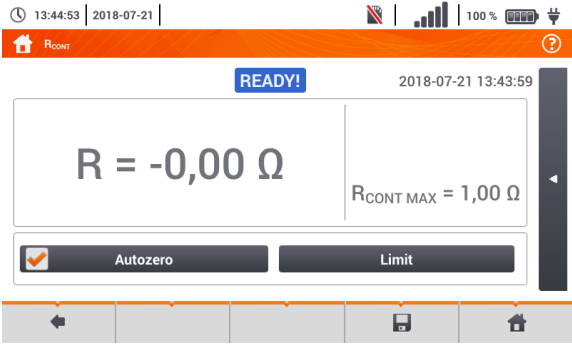 13:44:53 2018-07-21 100 %
RCONT ?
READY! 2018-07-21 13:43:59
R = -0,00 Ω
RCONT MAX = 1,00 Ω
Autozero Limit